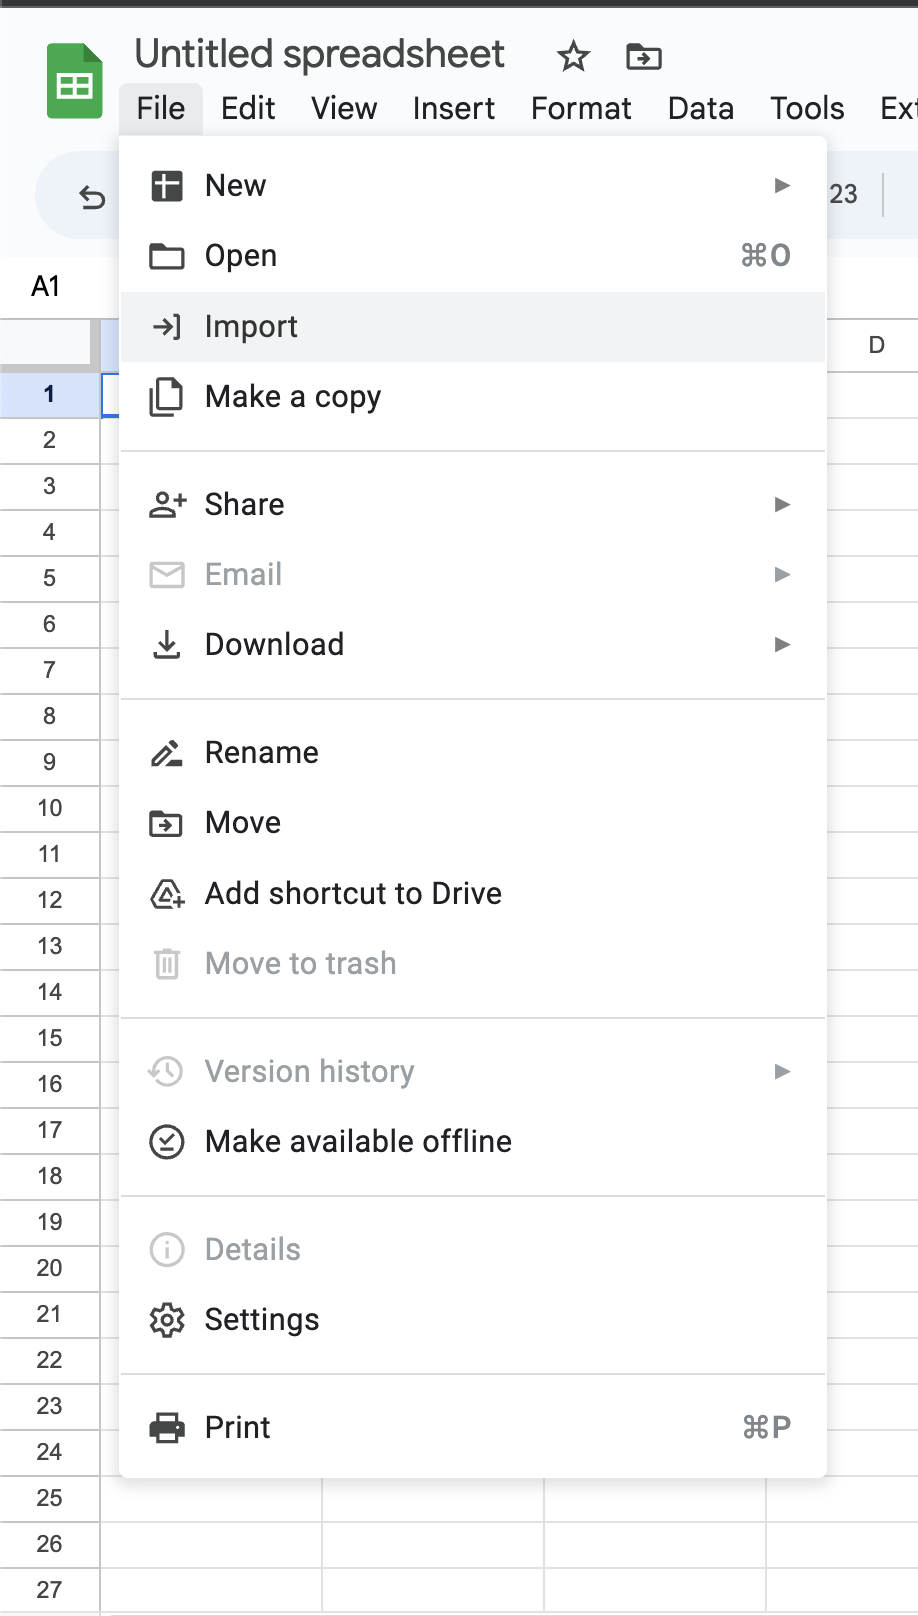 Untitled spreadsheet
File Edit View Insert Format Data Tools
New
23
Open ⌘O
A1
Import
D
Make a copy
1
2
3
Share
4
5
Email
6
Download
7
8
Rename
9
10
Move
11
Add shortcut to Drive
12
13
Move to trash
14
15
Version history
16
17
Make available offline
18
19
Details
20
21
Settings
22
23
Print ⌘P
24
25
26
27